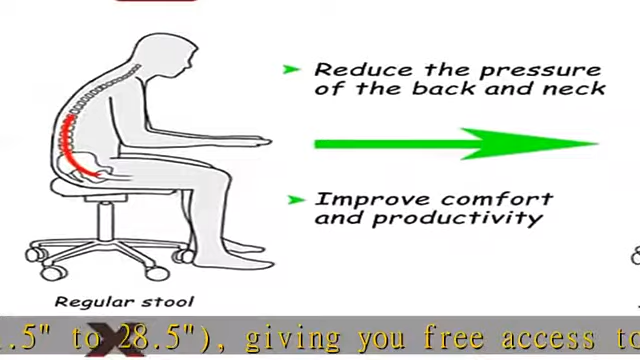 Reduce the pressure
of the back and neck
Improve comfort
and productivity
Regular stool
.5" to 28.5"), giving you free access to